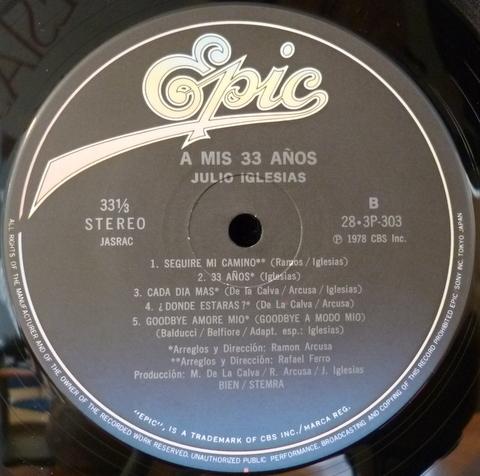 Epic
A MIS 33 AÑOS
JULIO IGLESIAS
33⅓
STEREO
JASRAC
B
28•3P-303
Ⓟ 1978 CBS Inc.
1. SEGUIRE MI CAMINO** (Ramos / Iglesias)
2. 33 AÑOS* (Iglesias)
3. CADA DIA MAS* (De la Calva / Arcusa / Iglesias)
4. ¿DONDE ESTARAS?* (De La Calva / Arcusa)
5. GOODBYE AMORE MIO* (GOODBYE A MODO MIO)
(Balducci / Belfiore / Adapt. esp.: Iglesias)
*Arreglos y Dirección: Ramon Arcusa
**Arreglos y Dirección: Rafael Ferro
Producción: M. De La Calva / R. Arcusa / J. Iglesias
BIEN / STEMRA
"EPIC", IS A TRADEMARK OF CBS INC./MARCA REG.
ALL RIGHTS OF THE MANUFACTURER AND OF THE OWNER OF THE RECORDED WORK RESERVED. UNAUTHORIZED PUBLIC PERFORMANCE, BROADCASTING AND COPYING OF THIS RECORD PROHIBITED EPIC SONY INC. TOKYO JAPAN